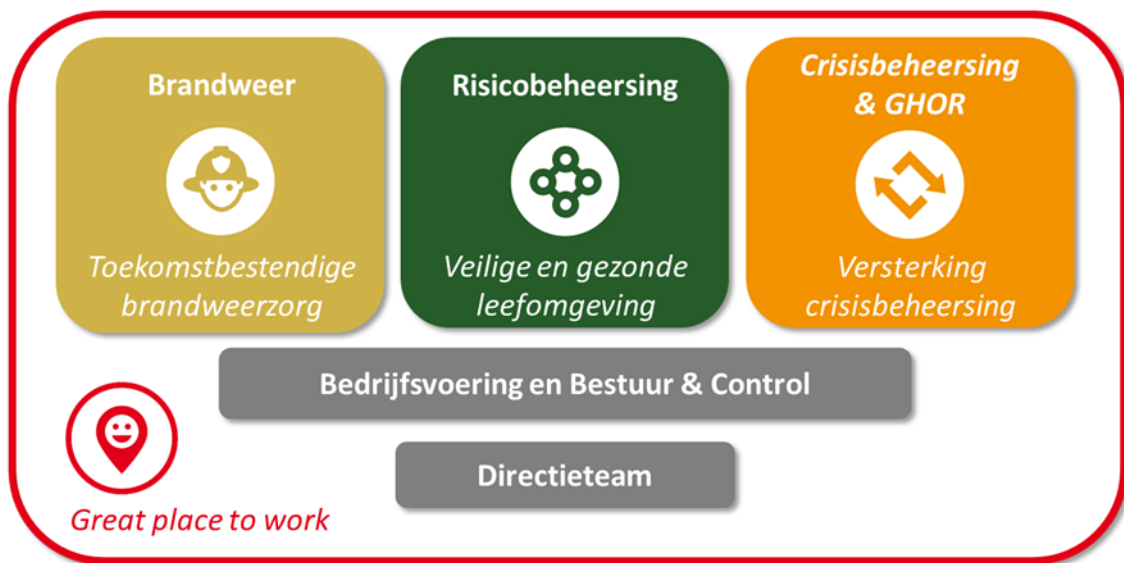 Brandweer
Toekomstbestendige
brandweerzorg
Risicobeheersing
Veilige en gezonde
leefomgeving
Crisisbeheersing
& GHOR
Versterking
crisisbeheersing
Bedrijfsvoering en Bestuur & Control
Directieteam
Great place to work